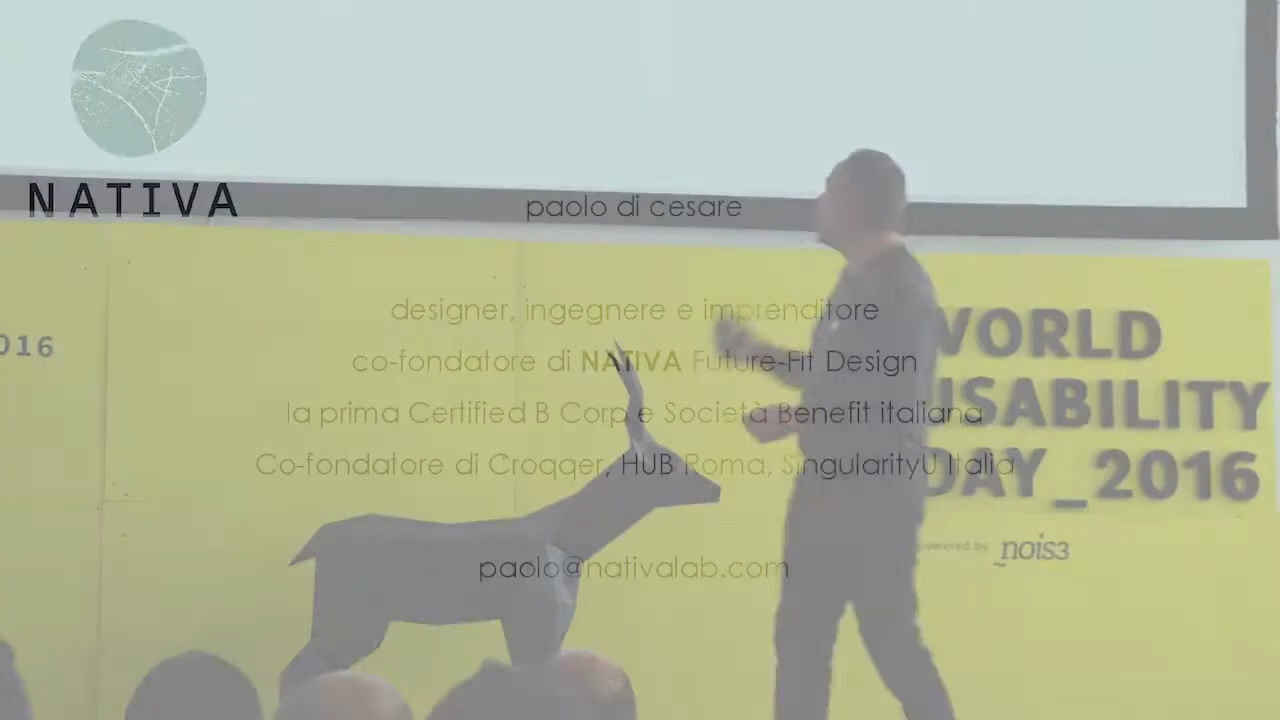 NATIVA
paolo di cesare
designer, ingegnere e imprenditore
co-fondatore di NATIVA Future-Fit Design
la prima Certified B Corp e Società Benefit italiana
Co-fondatore di Croqqer, HUB Roma, SingularityU Italia
paolo@nativalab.com
016
WORLD
USABILITY
DAY_2016
powered by nois3